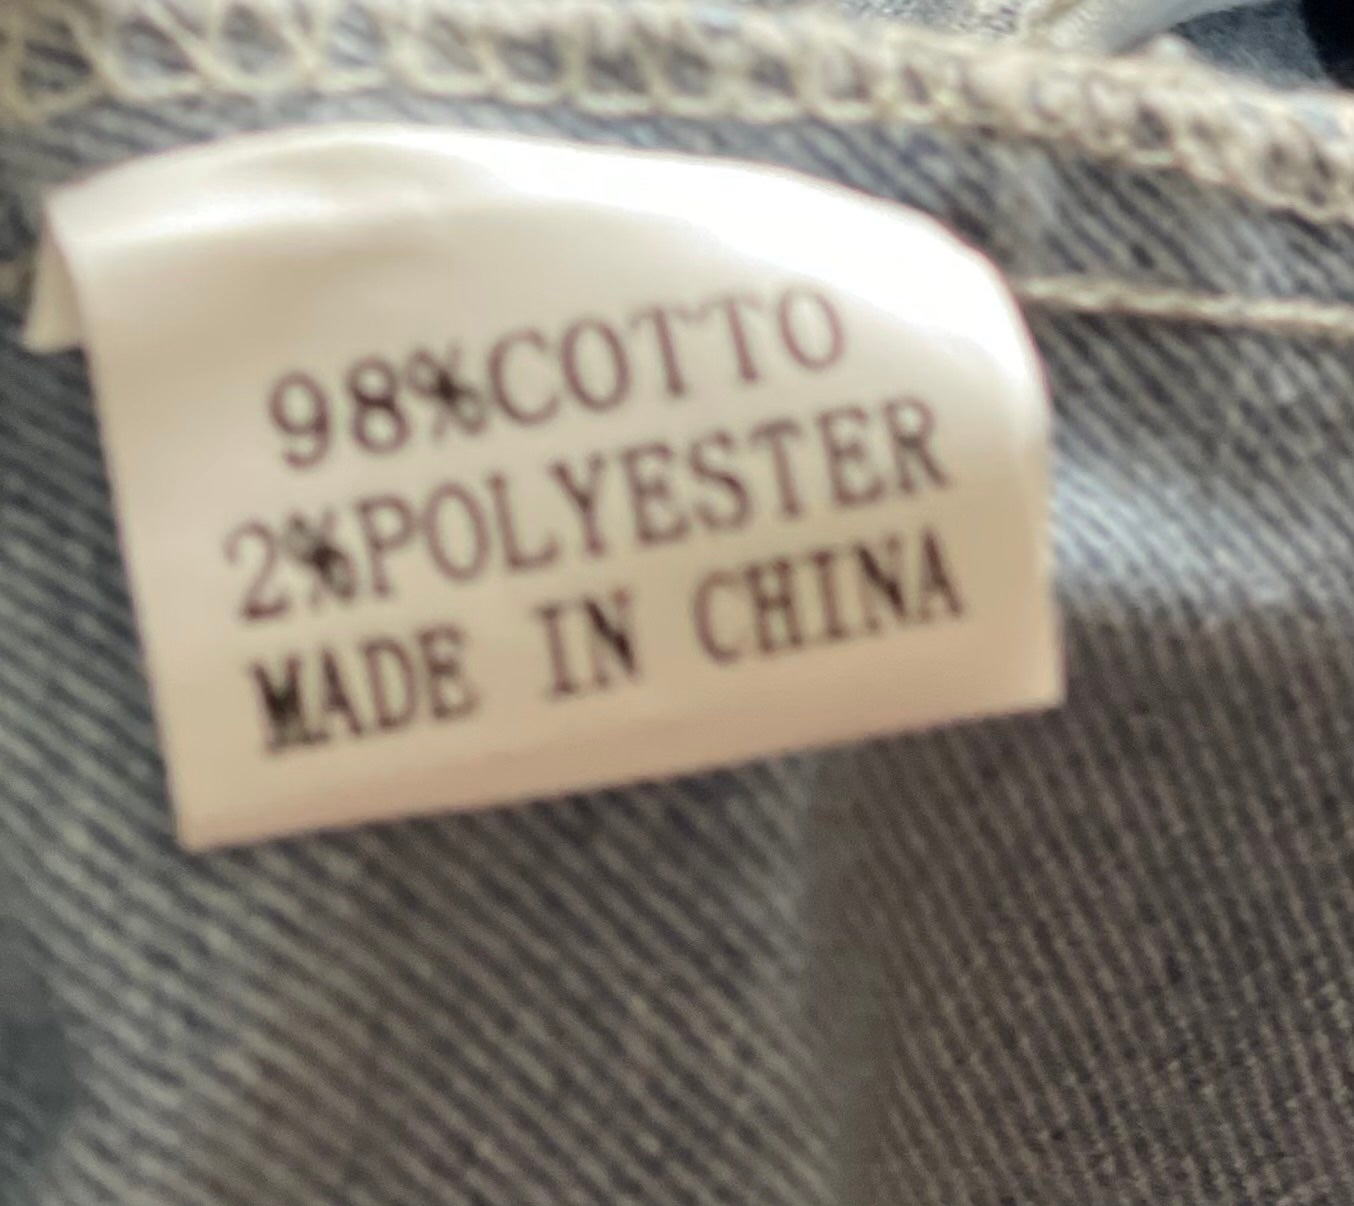 98%COTTO
2%POLYESTER
MADE IN CHINA